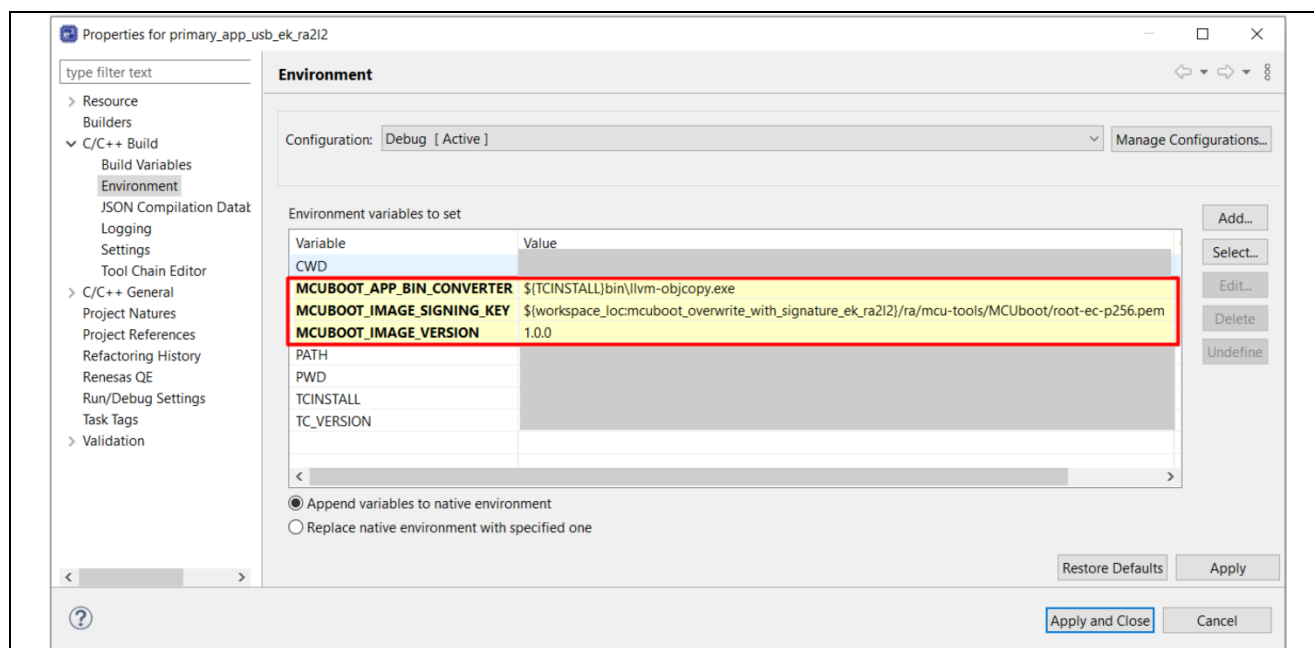 Properties for primary_app_usb_ek_ra2l2
type filter text
Environment
Resource
Builders
C/C++ Build
Build Variables
Environment
JSON Compilation Datab
Logging
Settings
Tool Chain Editor
C/C++ General
Project Natures
Project References
Refactoring History
Renesas QE
Run/Debug Settings
Task Tags
Validation
Configuration: Debug [ Active ]
Manage Configurations...
Environment variables to set
Variable Value
CWD
MCUBOOT_APP_BIN_CONVERTER ${TCINSTALL}bin\llvm-objcopy.exe
MCUBOOT_IMAGE_SIGNING_KEY ${workspace_loc:mcuboot_overwrite_with_signature_ek_ra2l2}/ra/mcu-tools/MCUboot/root-ec-p256.pem
MCUBOOT_IMAGE_VERSION 1.0.0
PATH
PWD
TCINSTALL
TC_VERSION
Add...
Select...
Edit...
Delete
Undefine
Append variables to native environment
Replace native environment with specified one
Restore Defaults Apply
? Apply and Close Cancel